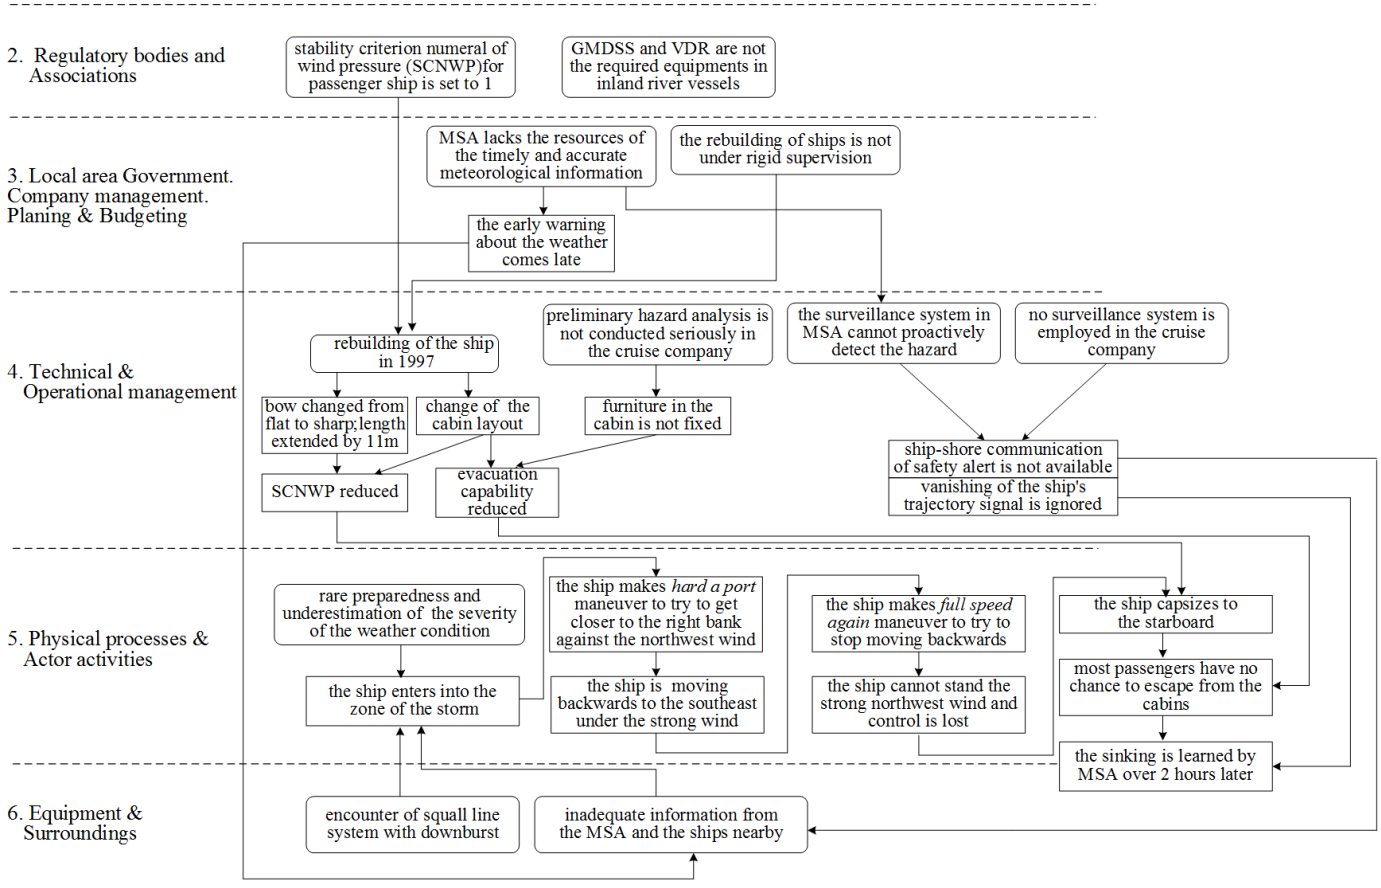 2. Regulatory bodies and
Associations
stability criterion numeral of
wind pressure (SCNWP)for
passenger ship is set to 1
GMDSS and VDR are not
the required equipments in
inland river vessels
3. Local area Government.
Company management.
Planing & Budgeting
MSA lacks the resources of
the timely and accurate
meteorological information
the rebuilding of ships is not
under rigid supervision
the early warning
about the weather
comes late
4. Technical &
Operational management
rebuilding of the ship
in 1997
preliminary hazard analysis is
not conducted seriously in
the cruise company
the surveillance system in
MSA cannot proactively
detect the hazard
no surveillance system is
employed in the cruise
company
bow changed from
flat to sharp;length
extended by 11m
change of the
cabin layout
furniture in the
cabin is not fixed
SCNWP reduced
evacuation
capability
reduced
ship-shore communication
of safety alert is not available
vanishing of the ship's
trajectory signal is ignored
5. Physical processes &
Actor activities
rare preparedness and
underestimation of the severity
of the weather condition
the ship enters into the
zone of the storm
the ship makes hard a port
maneuver to try to get
closer to the right bank
against the northwest wind
the ship is moving
backwards to the southeast
under the strong wind
the ship makes full speed
again maneuver to try to
stop moving backwards
the ship cannot stand the
strong northwest wind and
control is lost
the ship capsizes to
the starboard
most passengers have no
chance to escape from the
cabins
the sinking is learned by
MSA over 2 hours later
6. Equipment &
Surroundings
encounter of squall line
system with downburst
inadequate information from
the MSA and the ships nearby